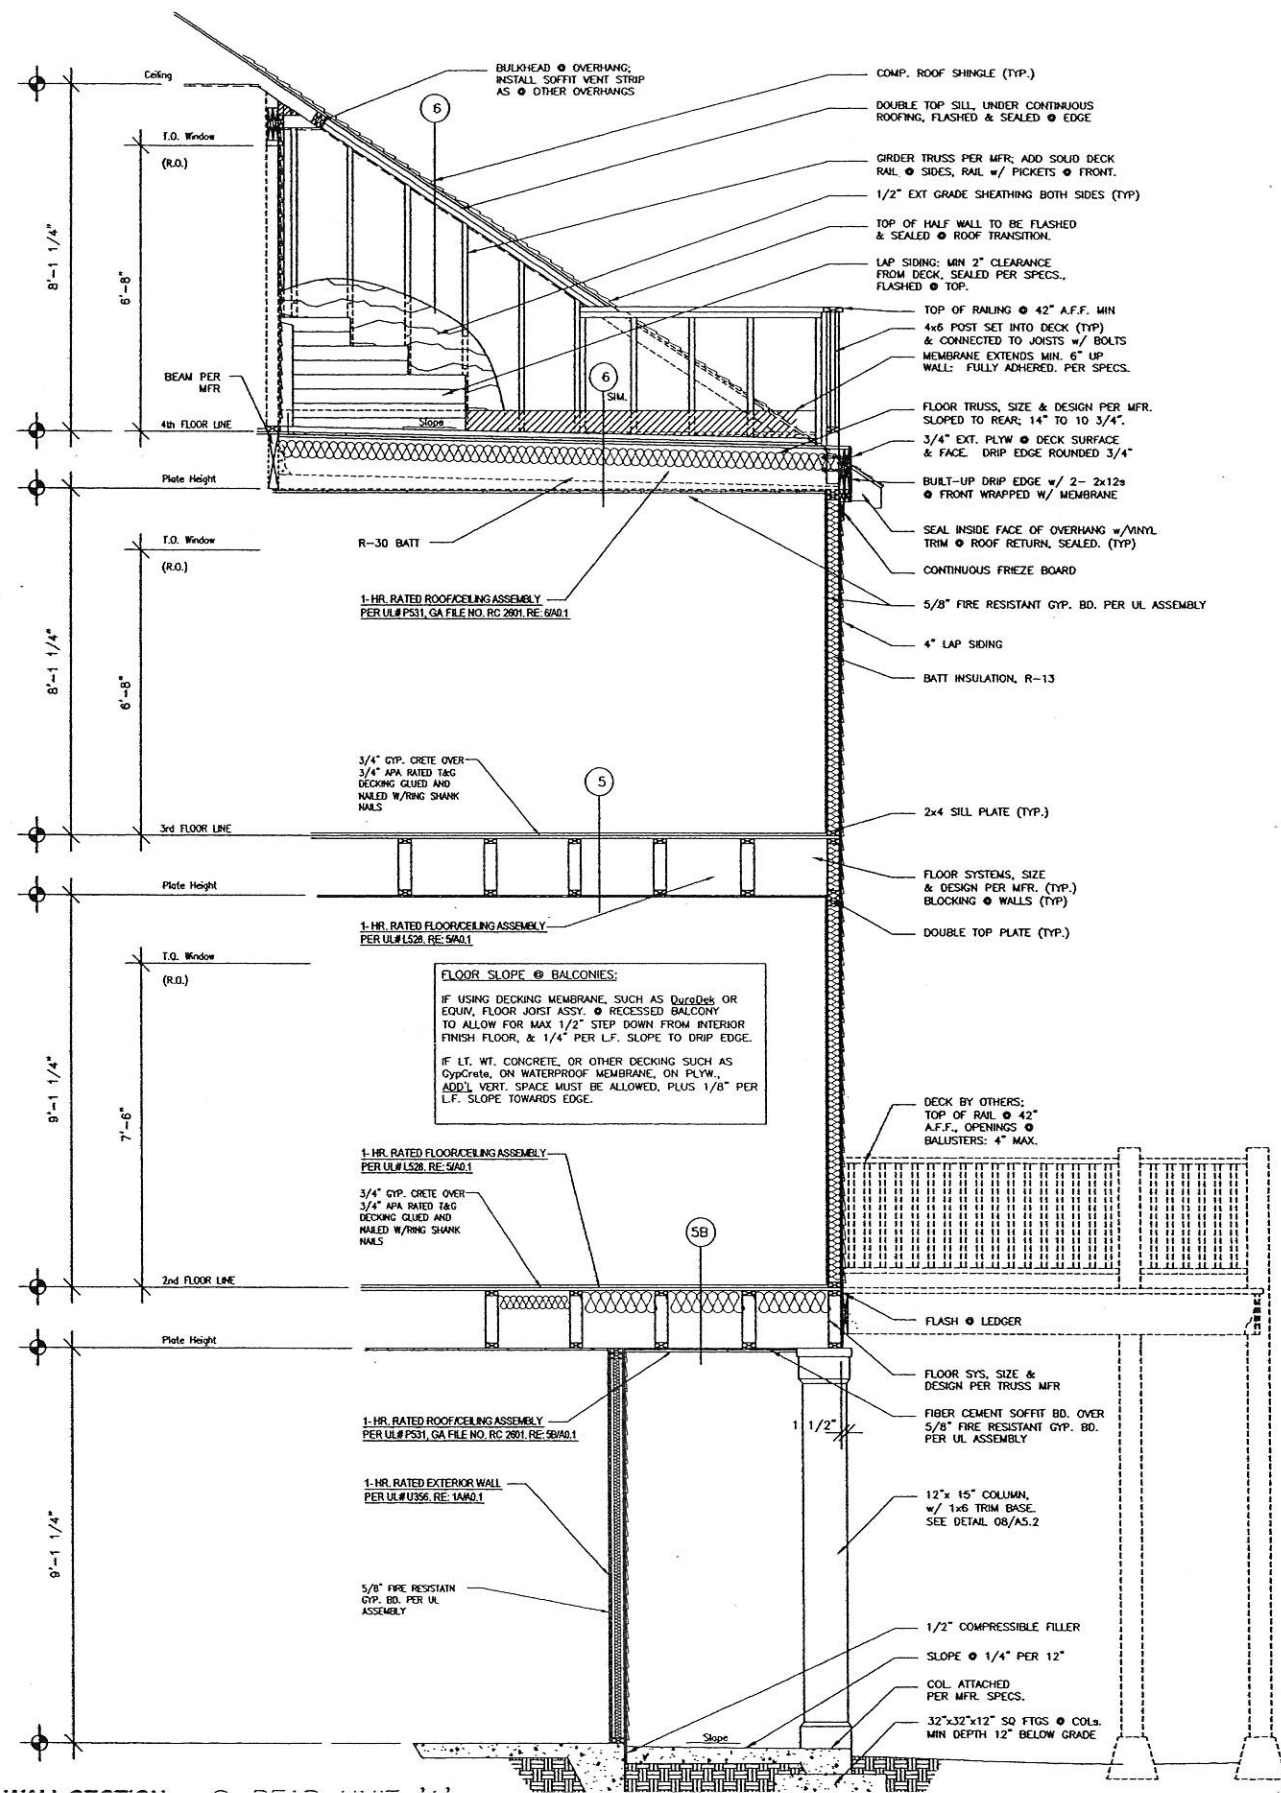 Ceiling
T.O. Window
(R.O.)
8'-1 1/4"
6'-8"
BEAM PER
MFR
4th FLOOR LINE
Plate Height
T.O. Window
(R.O.)
8'-1 1/4"
6'-8"
3rd FLOOR LINE
Plate Height
T.O. Window
(R.O.)
9'-1 1/4"
7'-6"
2nd FLOOR LINE
Plate Height
9'-1 1/4"
BULKHEAD @ OVERHANG;
INSTALL SOFFIT VENT STRIP
AS @ OTHER OVERHANGS
6
6
SIM.
Slope
R-30 BATT
1- HR. RATED ROOF/CEILING ASSEMBLY
PER UL# P531, GA FILE NO. RC 2601. RE: 6/A0.1
3/4" GYP. CRETE OVER
3/4" APA RATED T&G
DECKING GLUED AND
NAILED W/RING SHANK
NAILS
5
1- HR. RATED FLOOR/CEILING ASSEMBLY
PER UL# L528. RE: 5/A0.1
FLOOR SLOPE @ BALCONIES:
IF USING DECKING MEMBRANE, SUCH AS DuraDek OR
EQUIV, FLOOR JOIST ASSY. @ RECESSED BALCONY
TO ALLOW FOR MAX 1/2" STEP DOWN FROM INTERIOR
FINISH FLOOR, & 1/4" PER L.F. SLOPE TO DRIP EDGE.
IF LT. WT. CONCRETE, OR OTHER DECKING SUCH AS
GypCrete, ON WATERPROOF MEMBRANE, ON PLYW.,
ADD'L VERT. SPACE MUST BE ALLOWED, PLUS 1/8" PER
L.F. SLOPE TOWARDS EDGE.
1- HR. RATED FLOOR/CEILING ASSEMBLY
PER UL# L528. RE: 5/A0.1
3/4" GYP. CRETE OVER
3/4" APA RATED T&G
DECKING GLUED AND
NAILED W/RING SHANK
NAILS
5B
1- HR. RATED ROOF/CEILING ASSEMBLY
PER UL# P531, GA FILE NO. RC 2601. RE: 5B/A0.1
1- HR. RATED EXTERIOR WALL
PER UL# U356. RE: 1A/A0.1
5/8" FIRE RESISTATN
GYP. BD. PER UL
ASSEMBLY
1 1/2"
Slope
COMP. ROOF SHINGLE (TYP.)
DOUBLE TOP SILL, UNDER CONTINUOUS
ROOFING, FLASHED & SEALED @ EDGE
GIRDER TRUSS PER MFR; ADD SOLID DECK
RAIL @ SIDES, RAIL w/ PICKETS @ FRONT.
1/2" EXT GRADE SHEATHING BOTH SIDES (TYP)
TOP OF HALF WALL TO BE FLASHED
& SEALED @ ROOF TRANSITION.
LAP SIDING; MIN 2" CLEARANCE
FROM DECK, SEALED PER SPECS.,
FLASHED @ TOP.
TOP OF RAILING @ 42" A.F.F. MIN
4x6 POST SET INTO DECK (TYP)
& CONNECTED TO JOISTS w/ BOLTS
MEMBRANE EXTENDS MIN. 6" UP
WALL: FULLY ADHERED. PER SPECS.
FLOOR TRUSS, SIZE & DESIGN PER MFR.
SLOPED TO REAR; 14" TO 10 3/4".
3/4" EXT. PLYW @ DECK SURFACE
& FACE. DRIP EDGE ROUNDED 3/4"
BUILT-UP DRIP EDGE w/ 2- 2x12s
@ FRONT WRAPPED W/ MEMBRANE
SEAL INSIDE FACE OF OVERHANG w/VINYL
TRIM @ ROOF RETURN, SEALED. (TYP)
CONTINUOUS FRIEZE BOARD
5/8" FIRE RESISTANT GYP. BD. PER UL ASSEMBLY
4" LAP SIDING
BATT INSULATION, R-13
2x4 SILL PLATE (TYP.)
FLOOR SYSTEMS, SIZE
& DESIGN PER MFR. (TYP.)
BLOCKING @ WALLS (TYP)
DOUBLE TOP PLATE (TYP.)
DECK BY OTHERS;
TOP OF RAIL @ 42"
A.F.F., OPENINGS @
BALUSTERS: 4" MAX.
FLASH @ LEDGER
FLOOR SYS, SIZE &
DESIGN PER TRUSS MFR
FIBER CEMENT SOFFIT BD. OVER
5/8" FIRE RESISTANT GYP. BD.
PER UL ASSEMBLY
12"x 15" COLUMN,
w/ 1x6 TRIM BASE.
SEE DETAIL 08/A5.2
1/2" COMPRESSIBLE FILLER
SLOPE @ 1/4" PER 12"
COL. ATTACHED
PER MFR. SPECS.
32"x32"x12" SQ FTGS @ COLs.
MIN DEPTH 12" BELOW GRADE
WALL SECTION